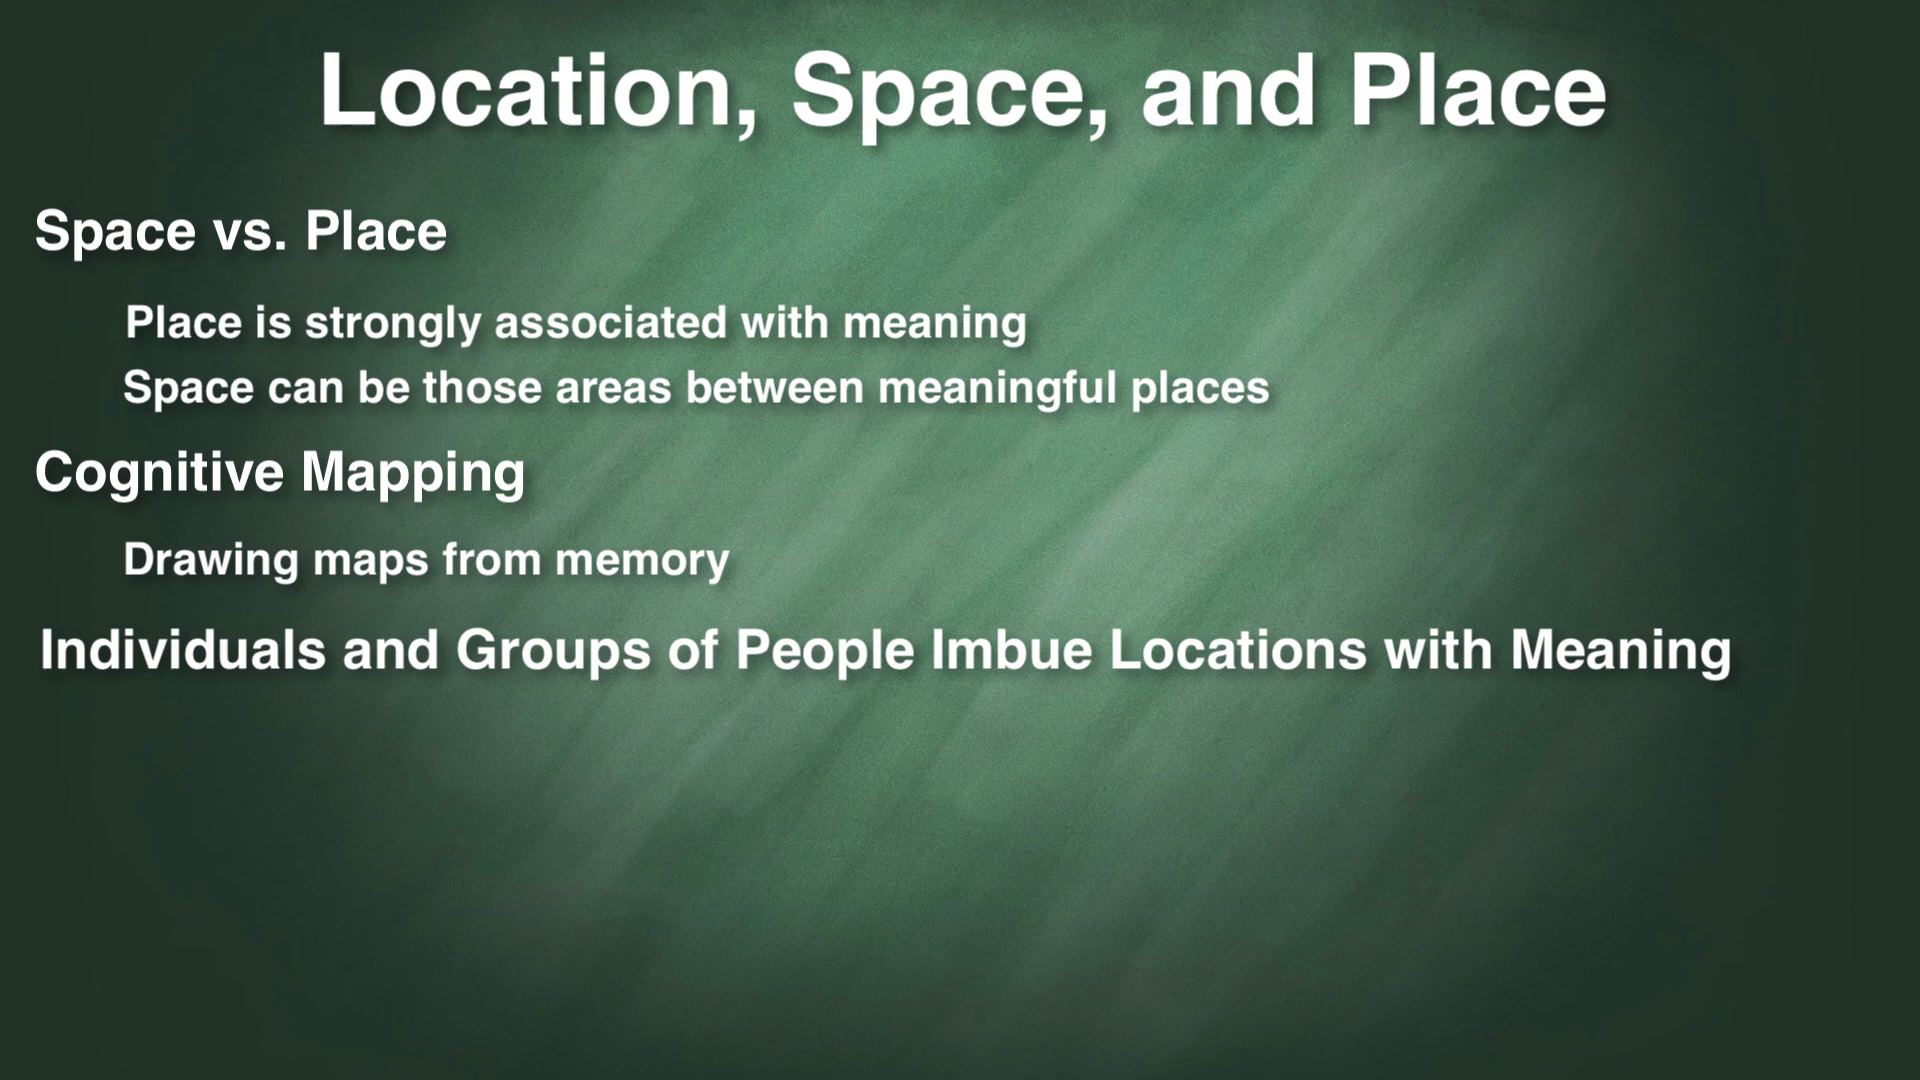 Location, Space, and Place
Space vs. Place
Place is strongly associated with meaning
Space can be those areas between meaningful places
Cognitive Mapping
Drawing maps from memory
Individuals and Groups of People Imbue Locations with Meaning